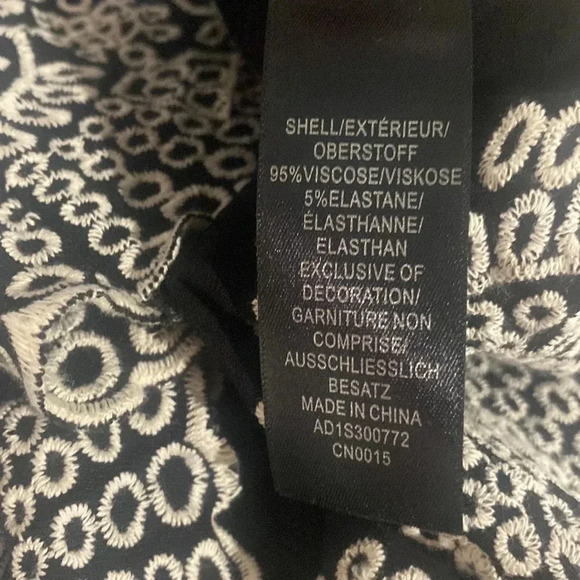 SHELL/EXTÉRIEUR/
OBERSTOFF
95%VISCOSE/VISKOSE
5%ELASTANE/
ÉLASTHANNE/
ELASTHAN
EXCLUSIVE OF
DECORATION/
GARNITURE NON
COMPRISE/
AUSSCHLIESSLICH
BESATZ
MADE IN CHINA
AD1S300772
CN0015